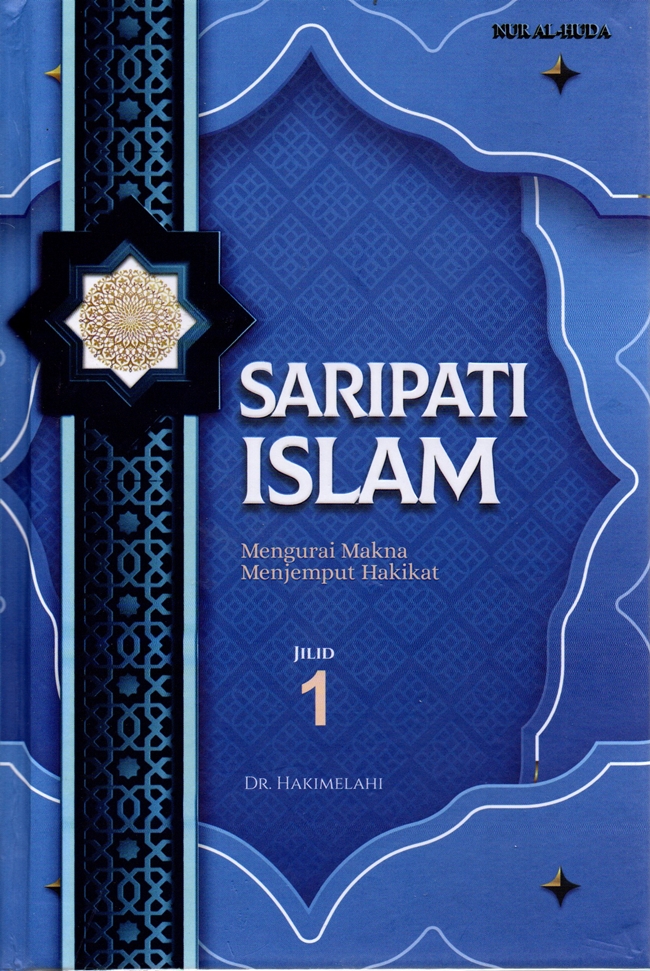 NUR AL-HUDA
SARIPATI
ISLAM
Mengurai Makna
Menjemput Hakikat
JILID
1
DR. HAKIMELAHI